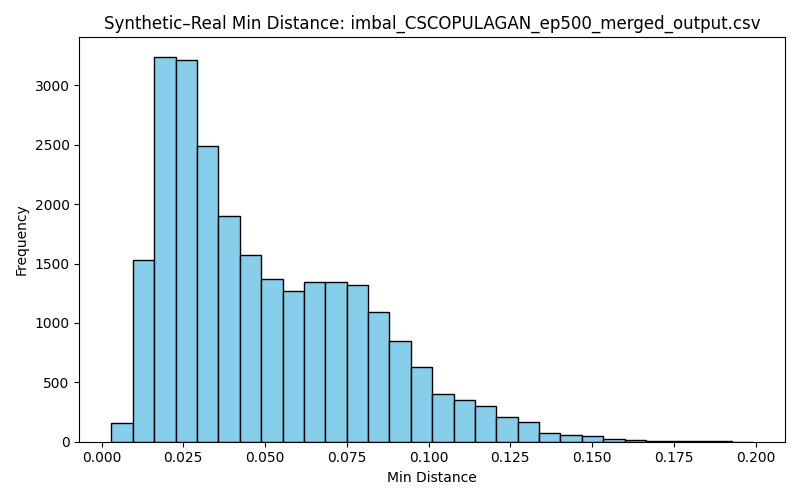 Synthetic–Real Min Distance: imbal_CSCOPULAGAN_ep500_merged_output.csv
3000
2500
2000
1500
1000
500
0
Frequency
0.000 0.025 0.050 0.075 0.100 0.125 0.150 0.175 0.200
Min Distance